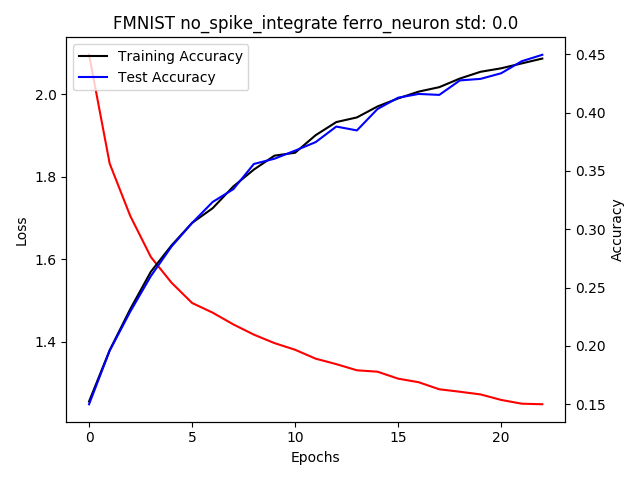 FMNIST no_spike_integrate ferro_neuron std: 0.0
Training Accuracy
Test Accuracy
2.0
1.8
1.6
1.4
Loss
0.45
0.40
0.35
0.30
0.25
0.20
0.15
Accuracy
0
5
10
15
20
Epochs